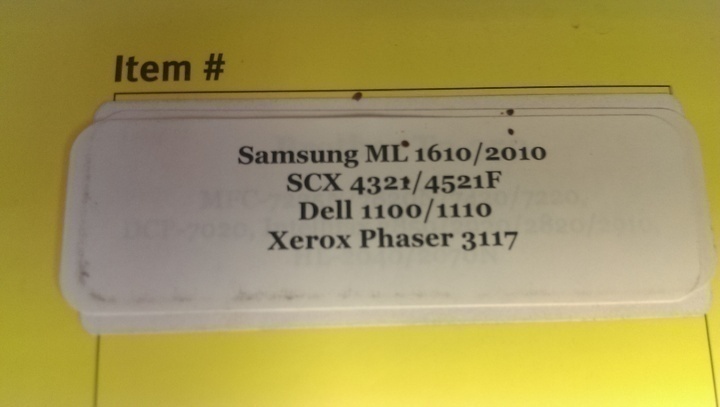 Item #
Samsung ML 1610/2010
SCX 4321/4521F
Dell 1100/1110
Xerox Phaser 3117